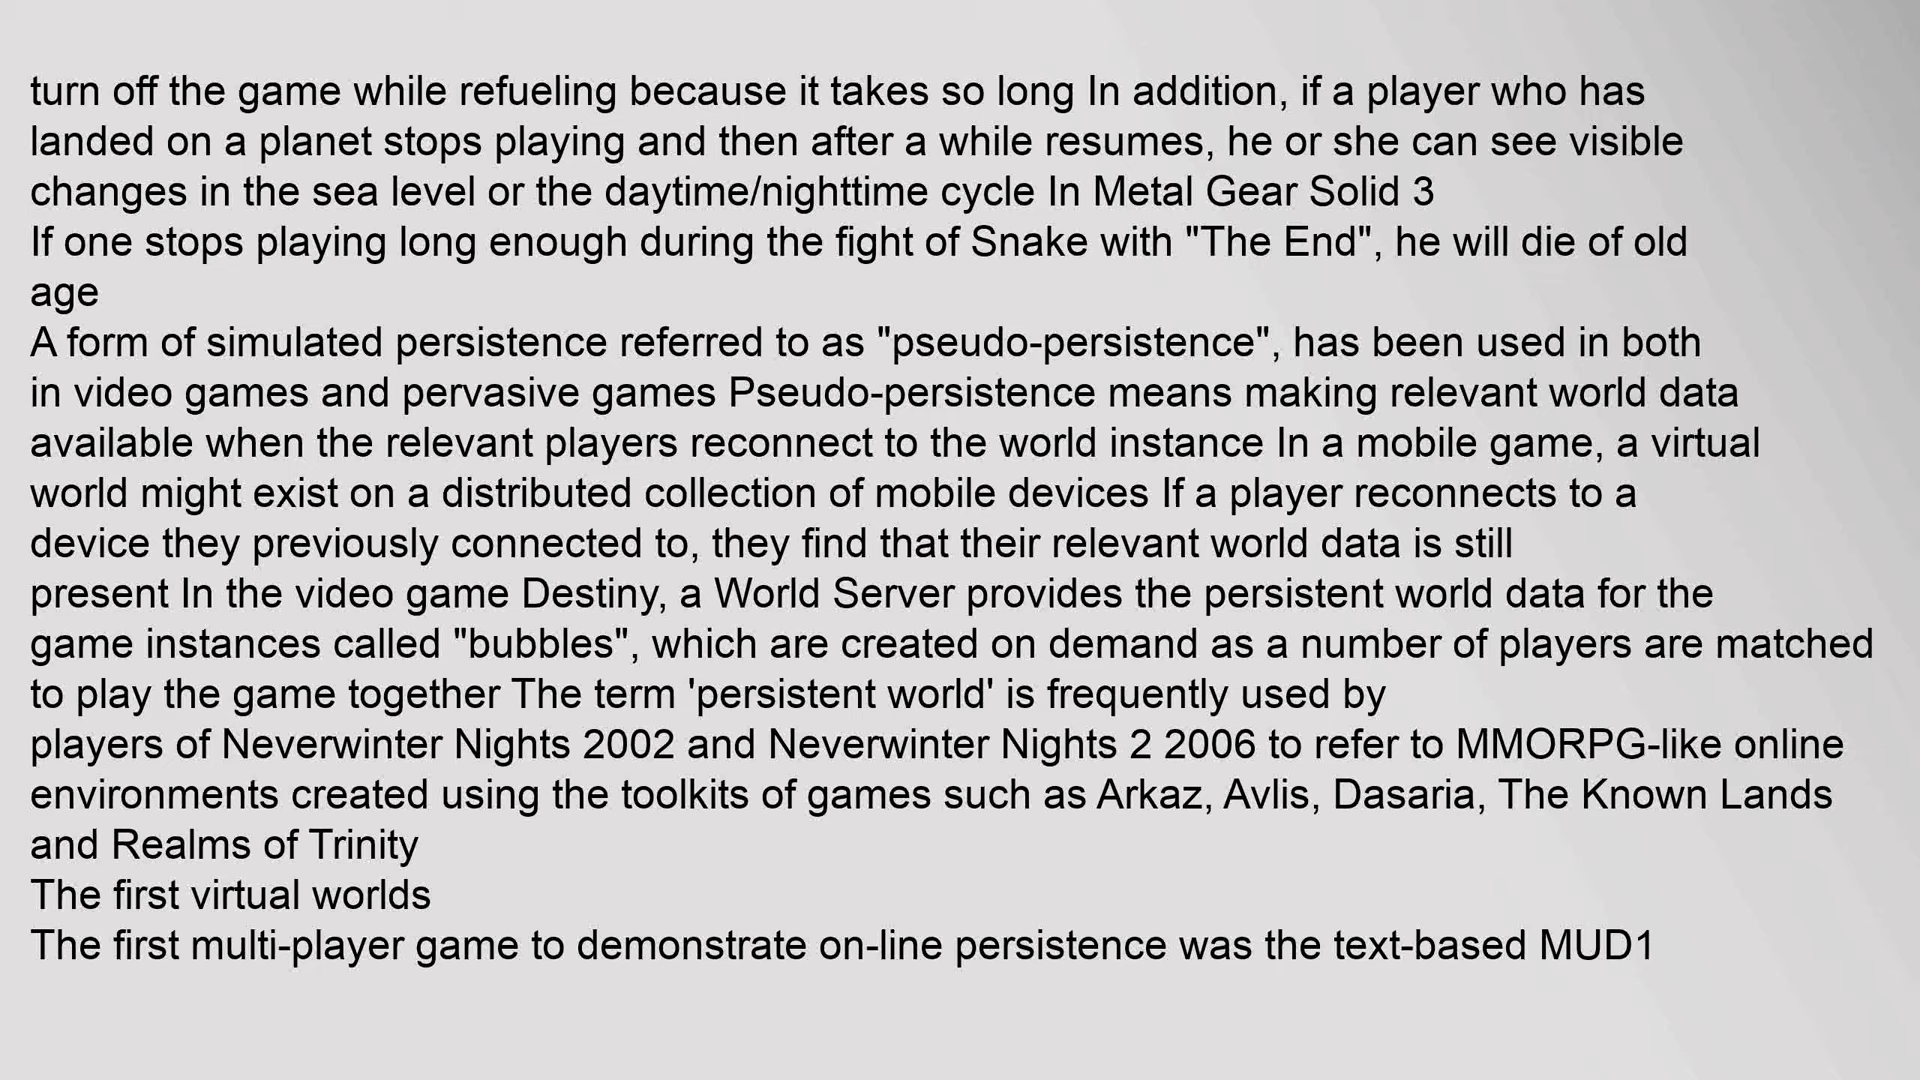 turn off the game while refueling because it takes so long In addition, if a player who has
landed on a planet stops playing and then after a while resumes, he or she can see visible
changes in the sea level or the daytime/nighttime cycle In Metal Gear Solid 3
If one stops playing long enough during the fight of Snake with "The End", he will die of old
age
A form of simulated persistence referred to as "pseudo-persistence", has been used in both
in video games and pervasive games Pseudo-persistence means making relevant world data
available when the relevant players reconnect to the world instance In a mobile game, a virtual
world might exist on a distributed collection of mobile devices If a player reconnects to a
device they previously connected to, they find that their relevant world data is still
present In the video game Destiny, a World Server provides the persistent world data for the
game instances called "bubbles", which are created on demand as a number of players are matched
to play the game together The term 'persistent world' is frequently used by
players of Neverwinter Nights 2002 and Neverwinter Nights 2 2006 to refer to MMORPG-like online
environments created using the toolkits of games such as Arkaz, Avlis, Dasaria, The Known Lands
and Realms of Trinity
The first virtual worlds
The first multi-player game to demonstrate on-line persistence was the text-based MUD1